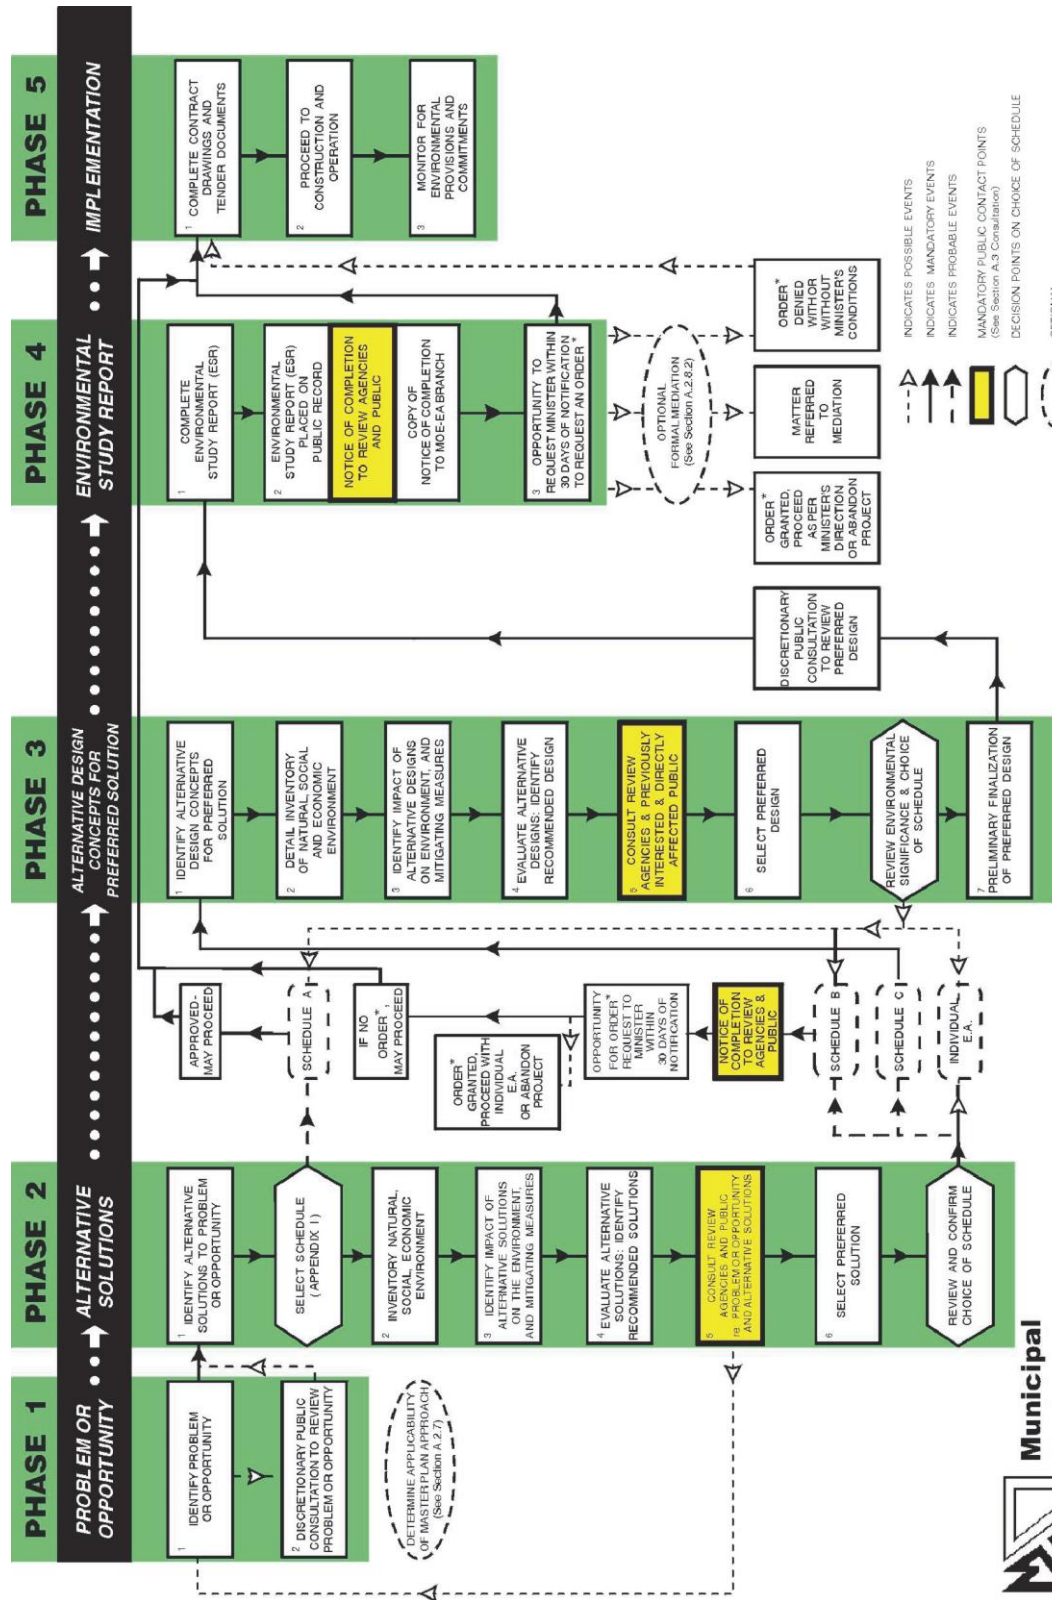 PHASE 1
PROBLEM OR
OPPORTUNITY
1
IDENTIFY PROBLEM
OR OPPORTUNITY
2
DISCRETIONARY PUBLIC
CONSULTATION TO REVIEW
PROBLEM OR OPPORTUNITY
DETERMINE APPLICABILITY
OF MASTER PLAN APPROACH
(See Section A.2.7)
PHASE 2
ALTERNATIVE
SOLUTIONS
1
IDENTIFY ALTERNATIVE
SOLUTIONS TO PROBLEM
OR OPPORTUNITY
SELECT SCHEDULE
(APPENDIX I)
2
INVENTORY NATURAL,
SOCIAL, ECONOMIC
ENVIRONMENT
3
IDENTIFY IMPACT OF
ALTERNATIVE SOLUTIONS
ON THE ENVIRONMENT,
AND MITIGATING MEASURES
4
EVALUATE ALTERNATIVE
SOLUTIONS: IDENTIFY
RECOMMENDED SOLUTIONS
5
CONSULT REVIEW
AGENCIES AND PUBLIC
re: PROBLEM OR OPPORTUNITY
AND ALTERNATIVE SOLUTIONS
6
SELECT PREFERRED
SOLUTION
REVIEW AND CONFIRM
CHOICE OF SCHEDULE
APPROVED-
MAY PROCEED
SCHEDULE A
IF NO
ORDER*,
MAY PROCEED
ORDER*
GRANTED,
PROCEED WITH
INDIVIDUAL
E.A.
OR ABANDON
PROJECT
OPPORTUNITY
FOR ORDER*
REQUEST TO
MINISTER
WITHIN
30 DAYS OF
NOTIFICATION
NOTICE OF
COMPLETION
TO REVIEW
AGENCIES &
PUBLIC
SCHEDULE B
SCHEDULE C
INDIVIDUAL
E.A.
PHASE 3
ALTERNATIVE DESIGN
CONCEPTS FOR
PREFERRED SOLUTION
1
IDENTIFY ALTERNATIVE
DESIGN CONCEPTS
FOR PREFERRED
SOLUTION
2
DETAIL INVENTORY
OF NATURAL, SOCIAL
AND ECONOMIC
ENVIRONMENT
3
IDENTIFY IMPACT OF
ALTERNATIVE DESIGNS
ON ENVIRONMENT, AND
MITIGATING MEASURES
4
EVALUATE ALTERNATIVE
DESIGNS: IDENTIFY
RECOMMENDED DESIGN
5
CONSULT REVIEW
AGENCIES & PREVIOUSLY
INTERESTED & DIRECTLY
AFFECTED PUBLIC
6
SELECT PREFERRED
DESIGN
REVIEW ENVIRONMENTAL
SIGNIFICANCE & CHOICE
OF SCHEDULE
7
PRELIMINARY FINALIZATION
OF PREFERRED DESIGN
DISCRETIONARY
PUBLIC
CONSULTATION
TO REVIEW
PREFERRED
DESIGN
PHASE 4
ENVIRONMENTAL
STUDY REPORT
1
COMPLETE
ENVIRONMENTAL
STUDY REPORT (ESR)
2
ENVIRONMENTAL
STUDY REPORT (ESR)
PLACED ON
PUBLIC RECORD
NOTICE OF COMPLETION
TO REVIEW AGENCIES
AND PUBLIC
COPY OF
NOTICE OF COMPLETION
TO MOE-EA BRANCH
3
OPPORTUNITY TO
REQUEST MINISTER WITHIN
30 DAYS OF NOTIFICATION
TO REQUEST AN ORDER*
OPTIONAL
FORMAL MEDIATION
(See Section A.2.8.2)
ORDER*
GRANTED,
PROCEED
AS PER
MINISTER'S
DIRECTION
OR ABANDON
PROJECT
MATTER
REFERRED
TO
MEDIATION
ORDER*
DENIED
WITH OR
WITHOUT
MINISTER'S
CONDITIONS
PHASE 5
IMPLEMENTATION
1
COMPLETE CONTRACT
DRAWINGS AND
TENDER DOCUMENTS
2
PROCEED TO
CONSTRUCTION AND
OPERATION
3
MONITOR FOR
ENVIRONMENTAL
PROVISIONS AND
COMMITMENTS
INDICATES POSSIBLE EVENTS
INDICATES MANDATORY EVENTS
INDICATES PROBABLE EVENTS
MANDATORY PUBLIC CONTACT POINTS
(See Section A.3 Consultation)
DECISION POINTS ON CHOICE OF SCHEDULE
Municipal